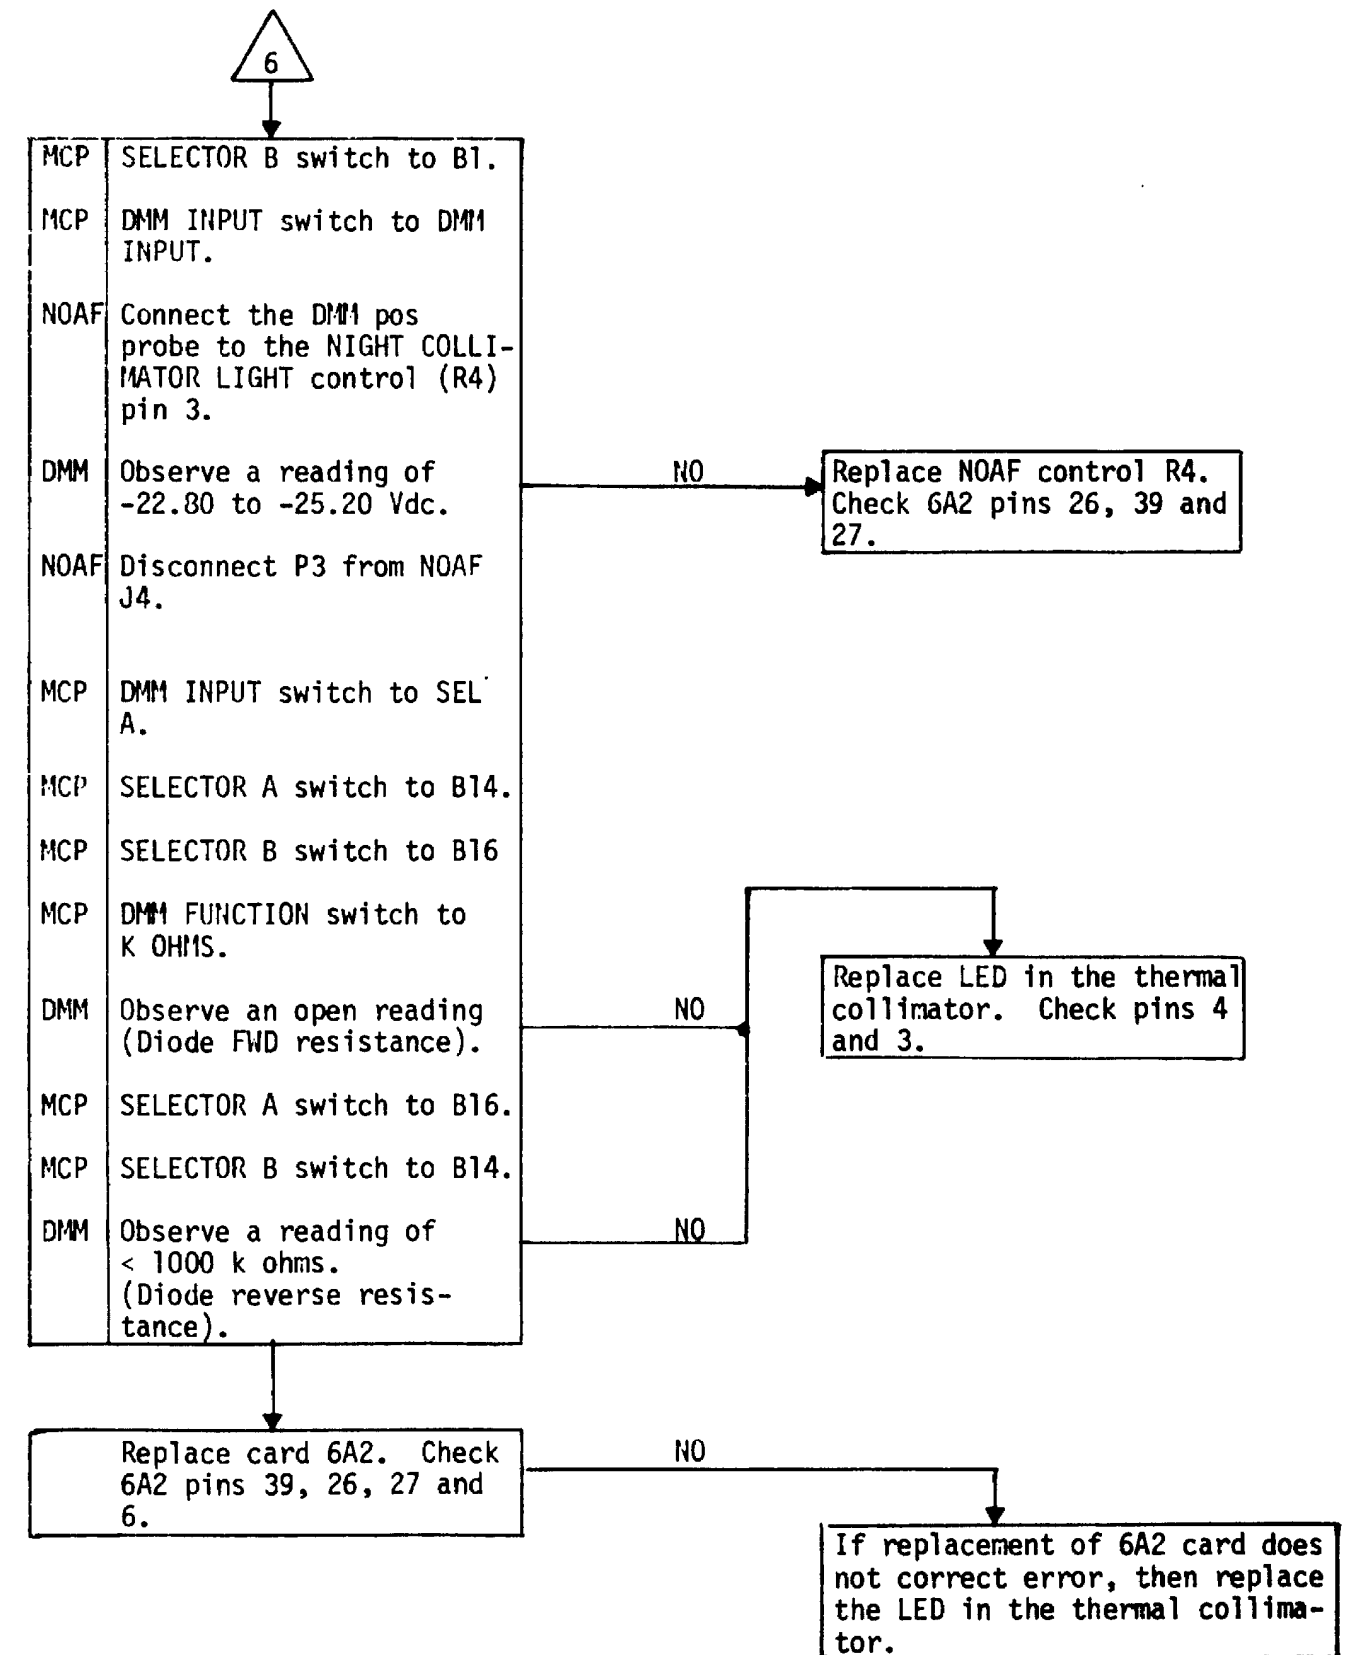 6
MCP SELECTOR B switch to B1.
MCP DMM INPUT switch to DMM
INPUT.
NOAF Connect the DMM pos
probe to the NIGHT COLLI-
MATOR LIGHT control (R4)
pin 3.
DMM Observe a reading of
-22.80 to -25.20 Vdc.
NO
Replace NOAF control R4.
Check 6A2 pins 26, 39 and
27.
NOAF Disconnect P3 from NOAF
J4.
MCP DMM INPUT switch to SEL
A.
MCP SELECTOR A switch to B14.
MCP SELECTOR B switch to B16
MCP DMM FUNCTION switch to
K OHMS.
DMM Observe an open reading
(Diode FWD resistance).
NO
Replace LED in the thermal
collimator. Check pins 4
and 3.
MCP SELECTOR A switch to B16.
MCP SELECTOR B switch to B14.
DMM Observe a reading of
< 1000 k ohms.
(Diode reverse resis-
tance).
NO
Replace card 6A2. Check
6A2 pins 39, 26, 27 and
6.
NO
If replacement of 6A2 card does
not correct error, then replace
the LED in the thermal collima-
tor.